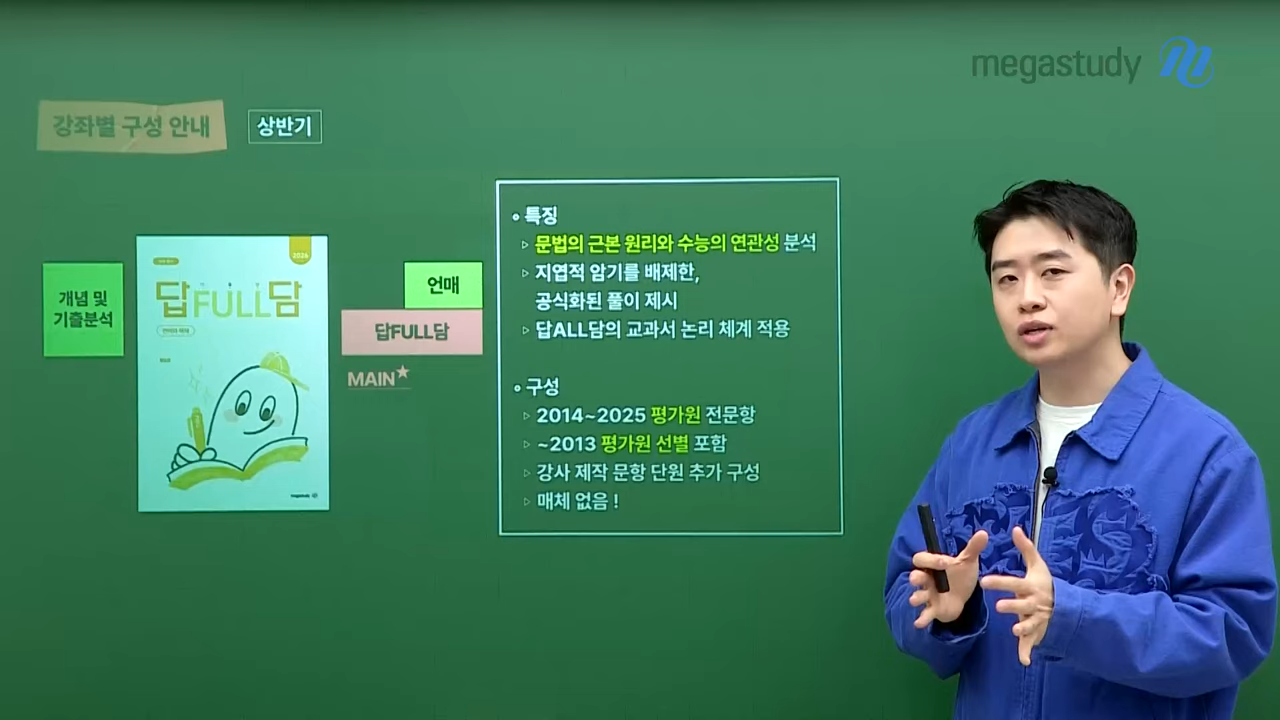 megastudy
강좌별 구성 안내
상반기
개념 및
기출분석
2026
답FULL담
언어와 매체
megastudy
언매
답FULL담
MAIN★
• 특징
▷ 문법의 근본 원리와 수능의 연관성 분석
▷ 지엽적 암기를 배제한,
공식화된 풀이 제시
▷ 답ALL담의 교과서 논리 체계 적용
• 구성
▷ 2014~2025 평가원 전문항
▷ ~2013 평가원 선별 포함
▷ 강사 제작 문항 단원 추가 구성
▷ 매체 없음 !